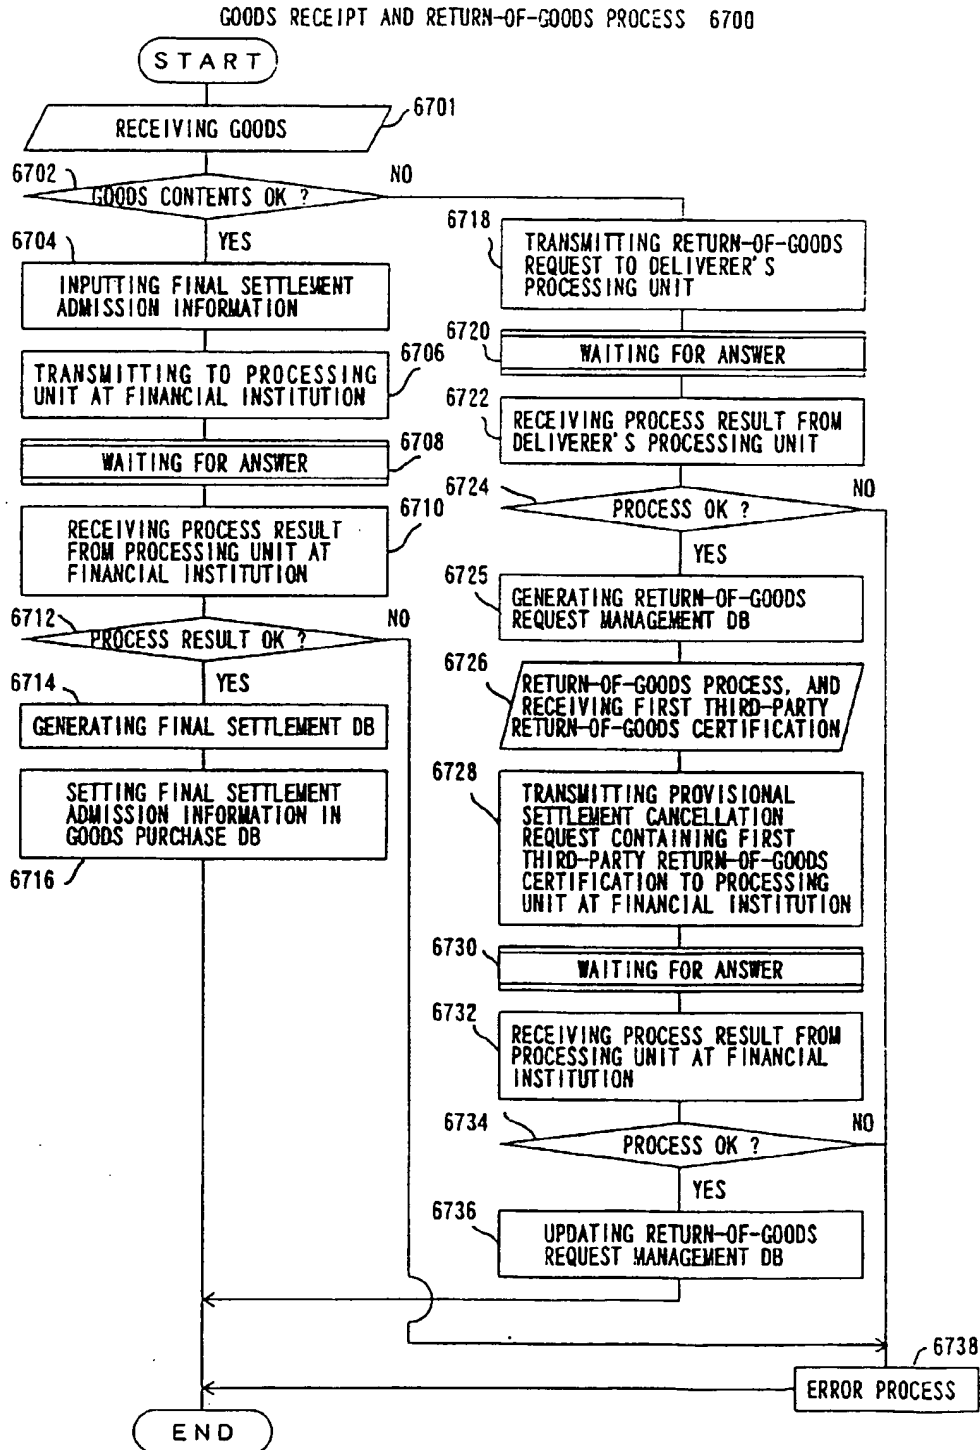 GOODS RECEIPT AND RETURN-OF-GOODS PROCESS 6700
START
6701
RECEIVING GOODS
6702
GOODS CONTENTS OK ?
NO
YES
6704
INPUTTING FINAL SETTLEMENT
ADMISSION INFORMATION
6706
TRANSMITTING TO PROCESSING
UNIT AT FINANCIAL INSTITUTION
6708
WAITING FOR ANSWER
6710
RECEIVING PROCESS RESULT
FROM PROCESSING UNIT AT
FINANCIAL INSTITUTION
6712
PROCESS RESULT OK ?
NO
YES
6714
GENERATING FINAL SETTLEMENT DB
SETTING FINAL SETTLEMENT
ADMISSION INFORMATION IN
GOODS PURCHASE DB
6716
6718
TRANSMITTING RETURN-OF-GOODS
REQUEST TO DELIVERER'S
PROCESSING UNIT
6720
WAITING FOR ANSWER
6722
RECEIVING PROCESS RESULT FROM
DELIVERER'S PROCESSING UNIT
6724
PROCESS OK ?
NO
YES
6725
GENERATING RETURN-OF-GOODS
REQUEST MANAGEMENT DB
6726
RETURN-OF-GOODS PROCESS, AND
RECEIVING FIRST THIRD-PARTY
RETURN-OF-GOODS CERTIFICATION
6728
TRANSMITTING PROVISIONAL
SETTLEMENT CANCELLATION
REQUEST CONTAINING FIRST
THIRD-PARTY RETURN-OF-GOODS
CERTIFICATION TO PROCESSING
UNIT AT FINANCIAL INSTITUTION
6730
WAITING FOR ANSWER
6732
RECEIVING PROCESS RESULT FROM
PROCESSING UNIT AT FINANCIAL
INSTITUTION
6734
PROCESS OK ?
NO
YES
6736
UPDATING RETURN-OF-GOODS
REQUEST MANAGEMENT DB
6738
ERROR PROCESS
END